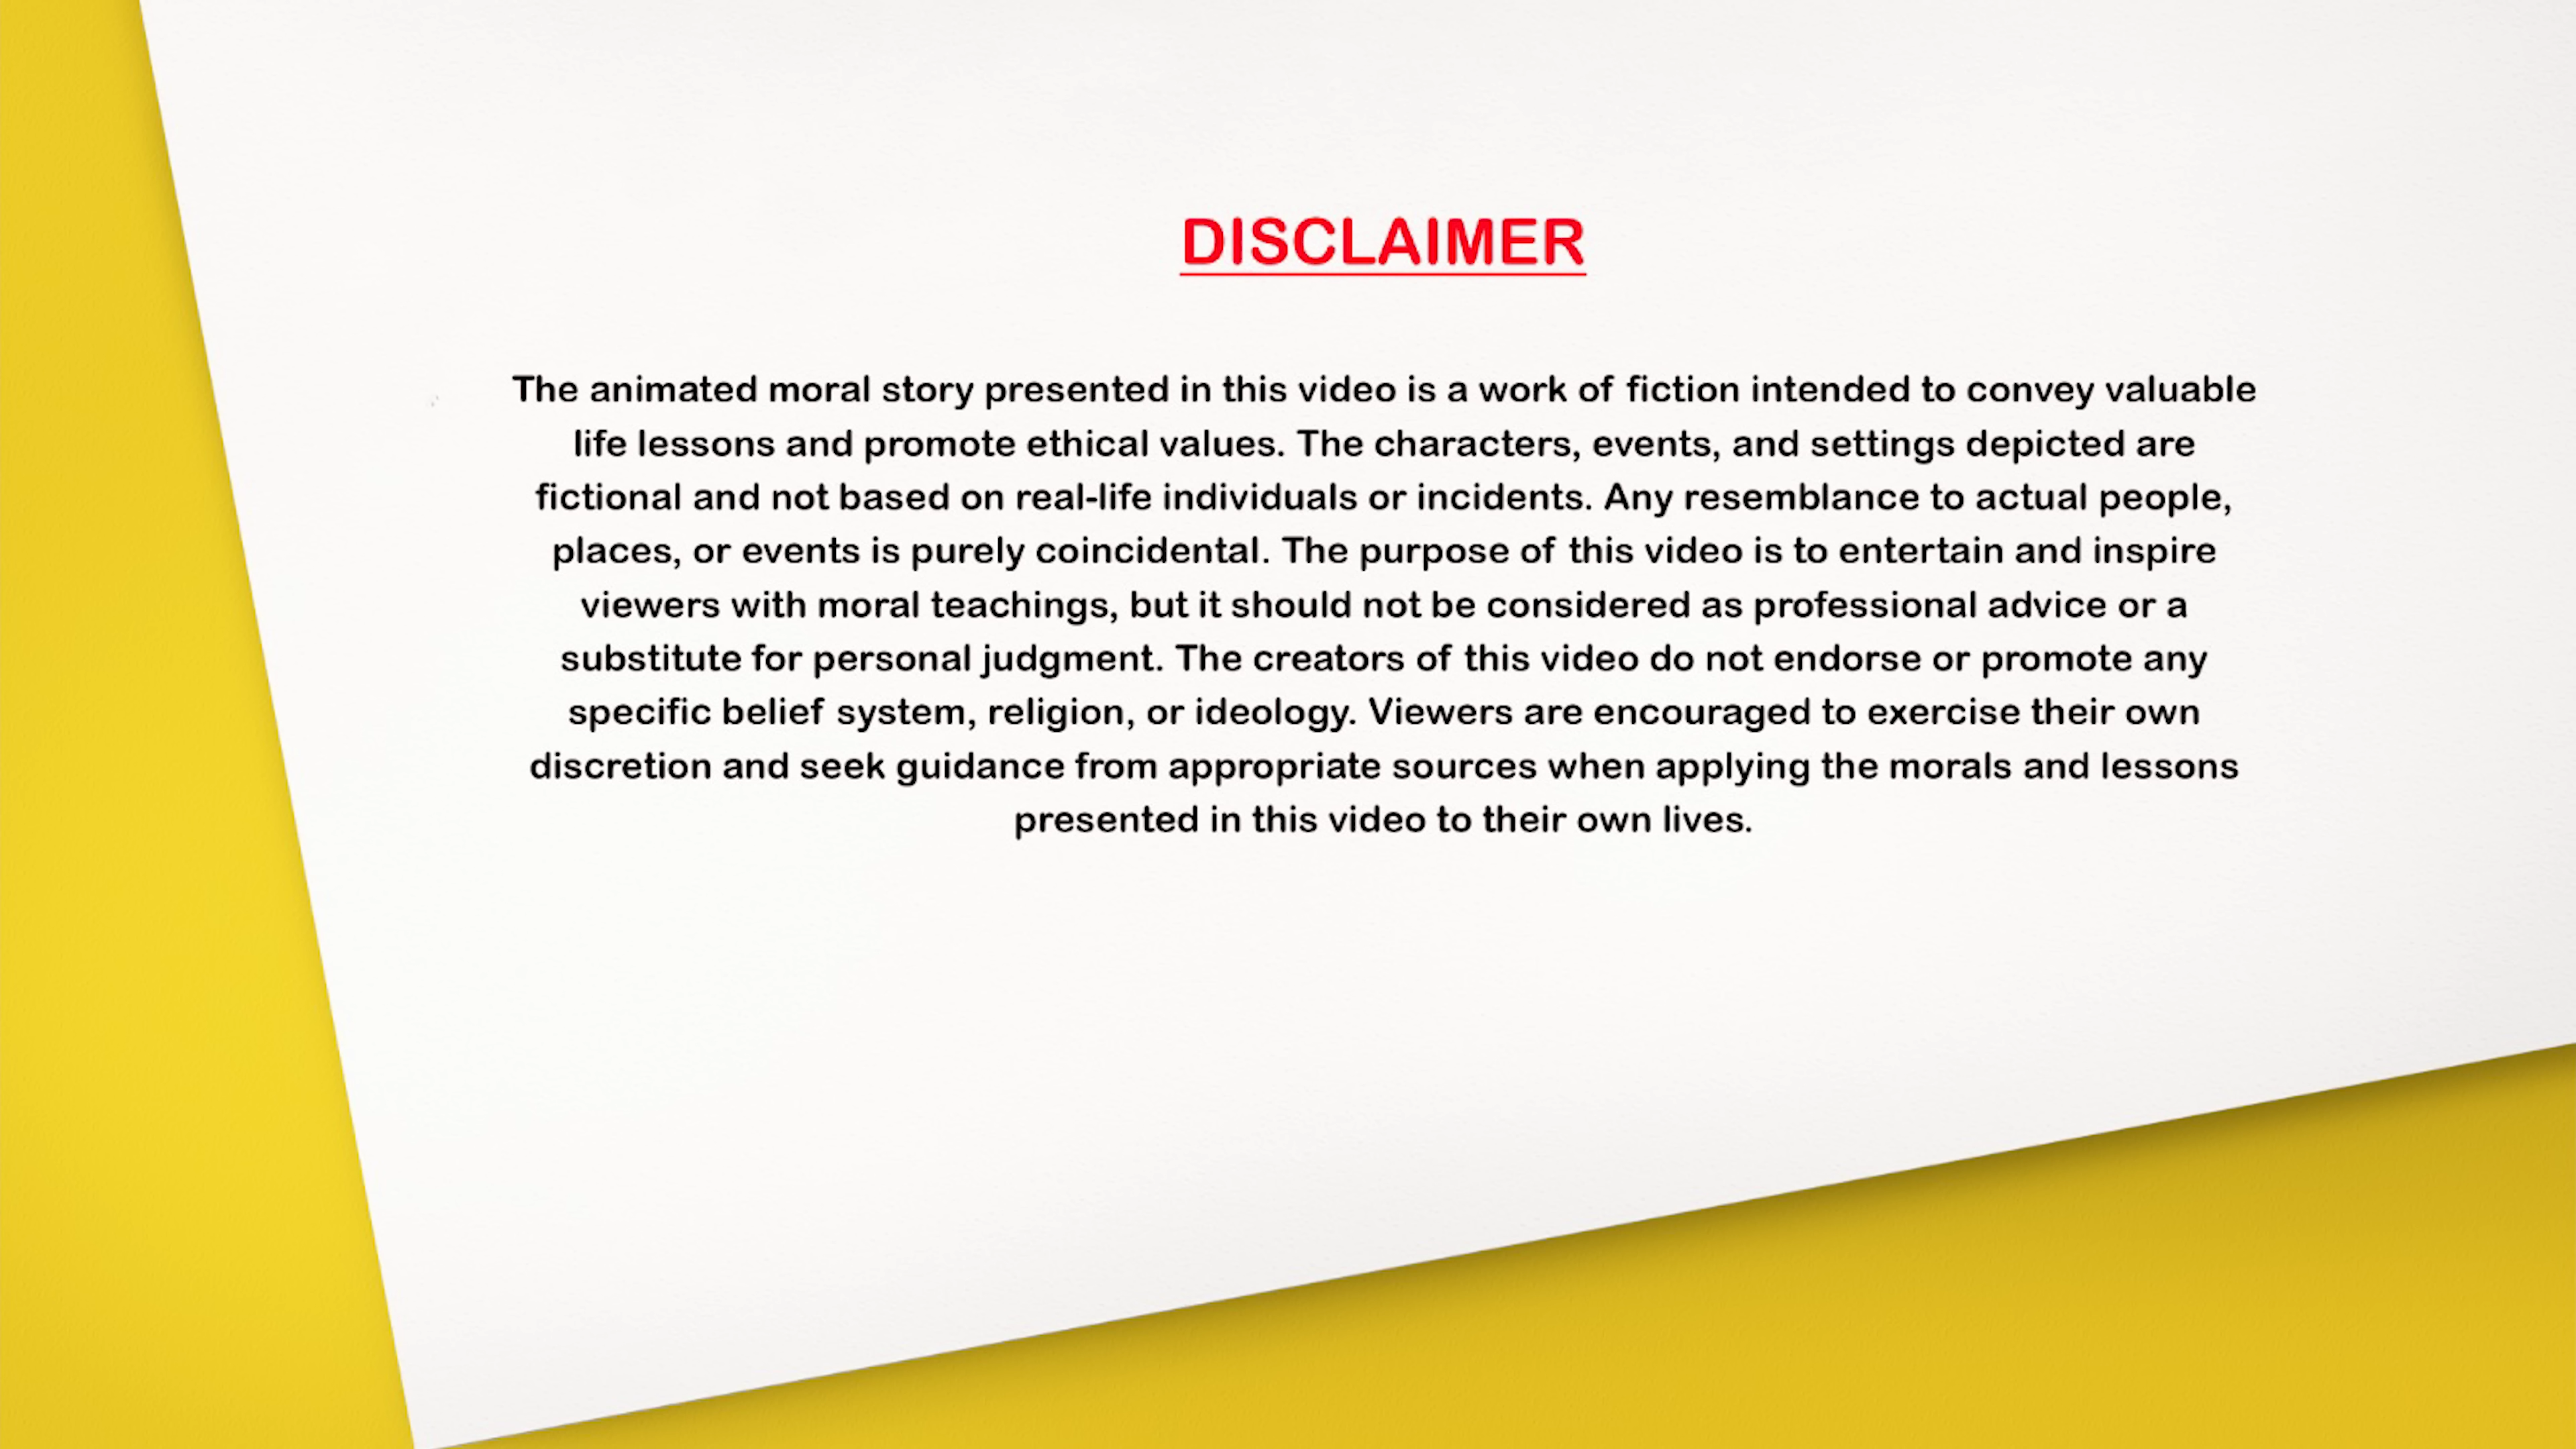 DISCLAIMER
The animated moral story presented in this video is a work of fiction intended to convey valuable
life lessons and promote ethical values. The characters, events, and settings depicted are
fictional and not based on real-life individuals or incidents. Any resemblance to actual people,
places, or events is purely coincidental. The purpose of this video is to entertain and inspire
viewers with moral teachings, but it should not be considered as professional advice or a
substitute for personal judgment. The creators of this video do not endorse or promote any
specific belief system, religion, or ideology. Viewers are encouraged to exercise their own
discretion and seek guidance from appropriate sources when applying the morals and lessons
presented in this video to their own lives.